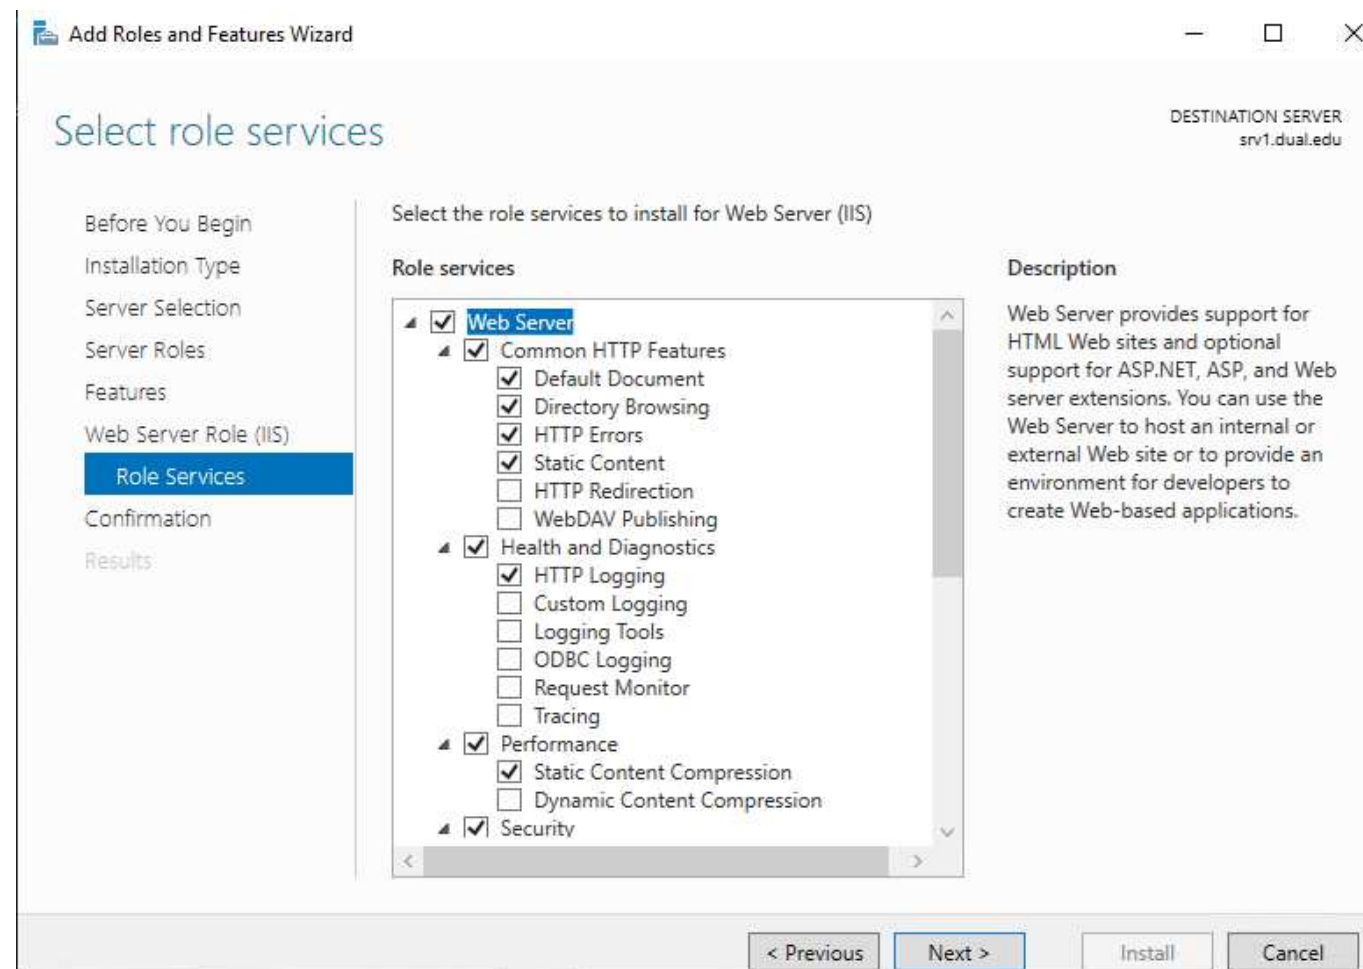 Add Roles and Features Wizard
Select role services
DESTINATION SERVER
srv1.dual.edu
Before You Begin
Installation Type
Server Selection
Server Roles
Features
Web Server Role (IIS)
Role Services
Confirmation
Results
Select the role services to install for Web Server (IIS)
Role services
Web Server
Common HTTP Features
Default Document
Directory Browsing
HTTP Errors
Static Content
HTTP Redirection
WebDAV Publishing
Health and Diagnostics
HTTP Logging
Custom Logging
Logging Tools
ODBC Logging
Request Monitor
Tracing
Performance
Static Content Compression
Dynamic Content Compression
Security
Description
Web Server provides support for
HTML Web sites and optional
support for ASP.NET, ASP, and Web
server extensions. You can use the
Web Server to host an internal or
external Web site or to provide an
environment for developers to
create Web-based applications.
< Previous
Next >
Install
Cancel